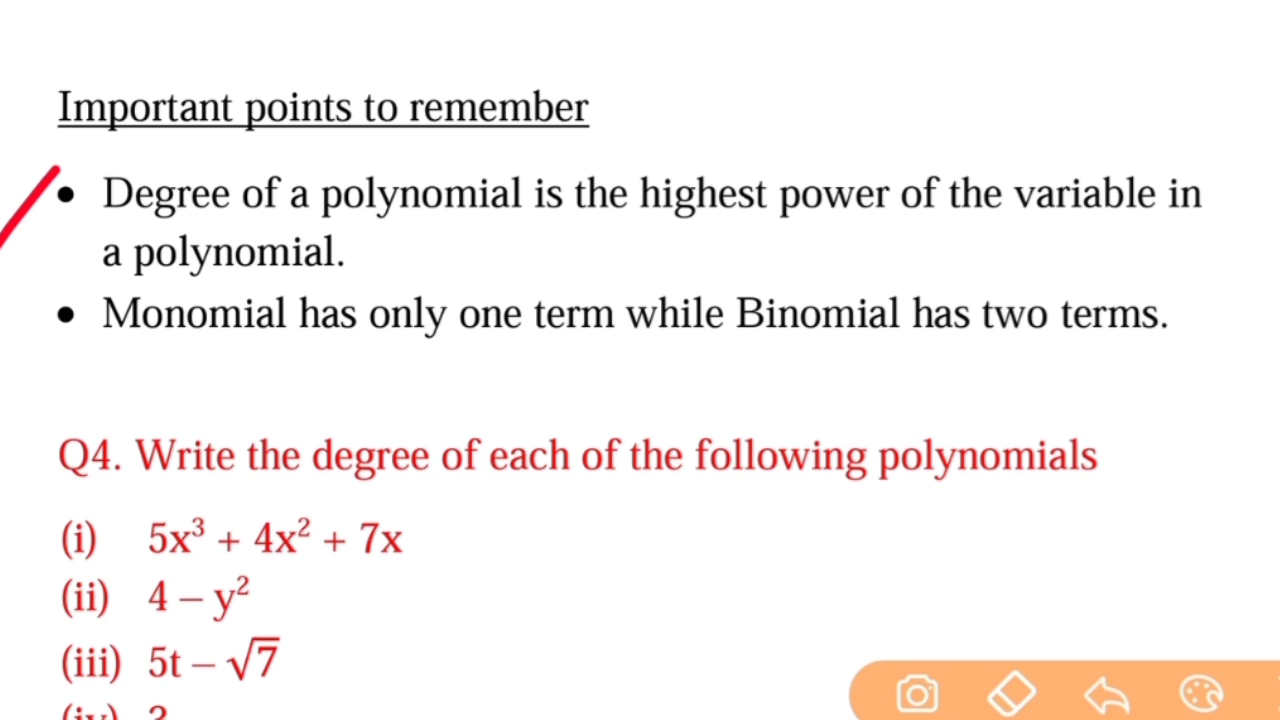 Important points to remember
• Degree of a polynomial is the highest power of the variable in
a polynomial.
• Monomial has only one term while Binomial has two terms.
Q4. Write the degree of each of the following polynomials
(i) 5x³ + 4x² + 7x
(ii) 4 – y²
(iii) 5t – √7
(iv)